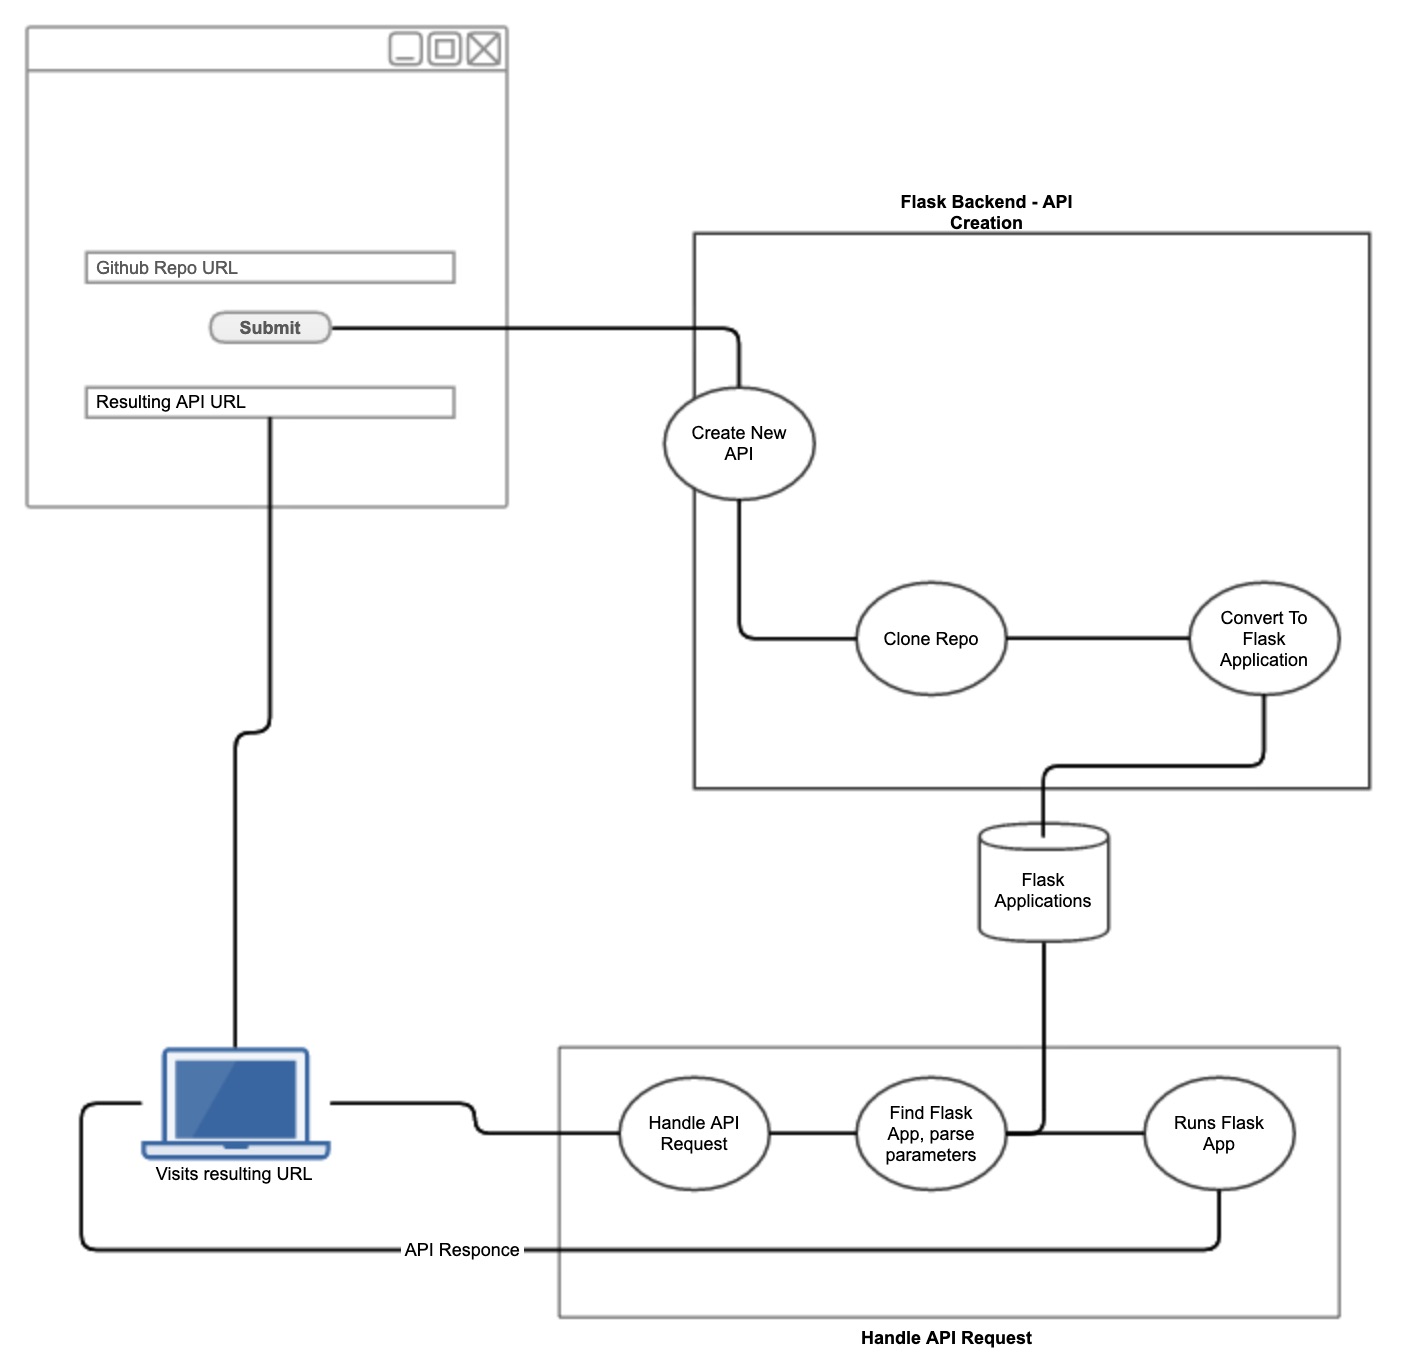 Flask Backend - API
Creation
Github Repo URL
Submit
Resulting API URL
Create New
API
Clone Repo
Convert To
Flask
Application
Flask
Applications
Visits resulting URL
Handle API
Request
Find Flask
App, parse
parameters
Runs Flask
App
API Responce
Handle API Request